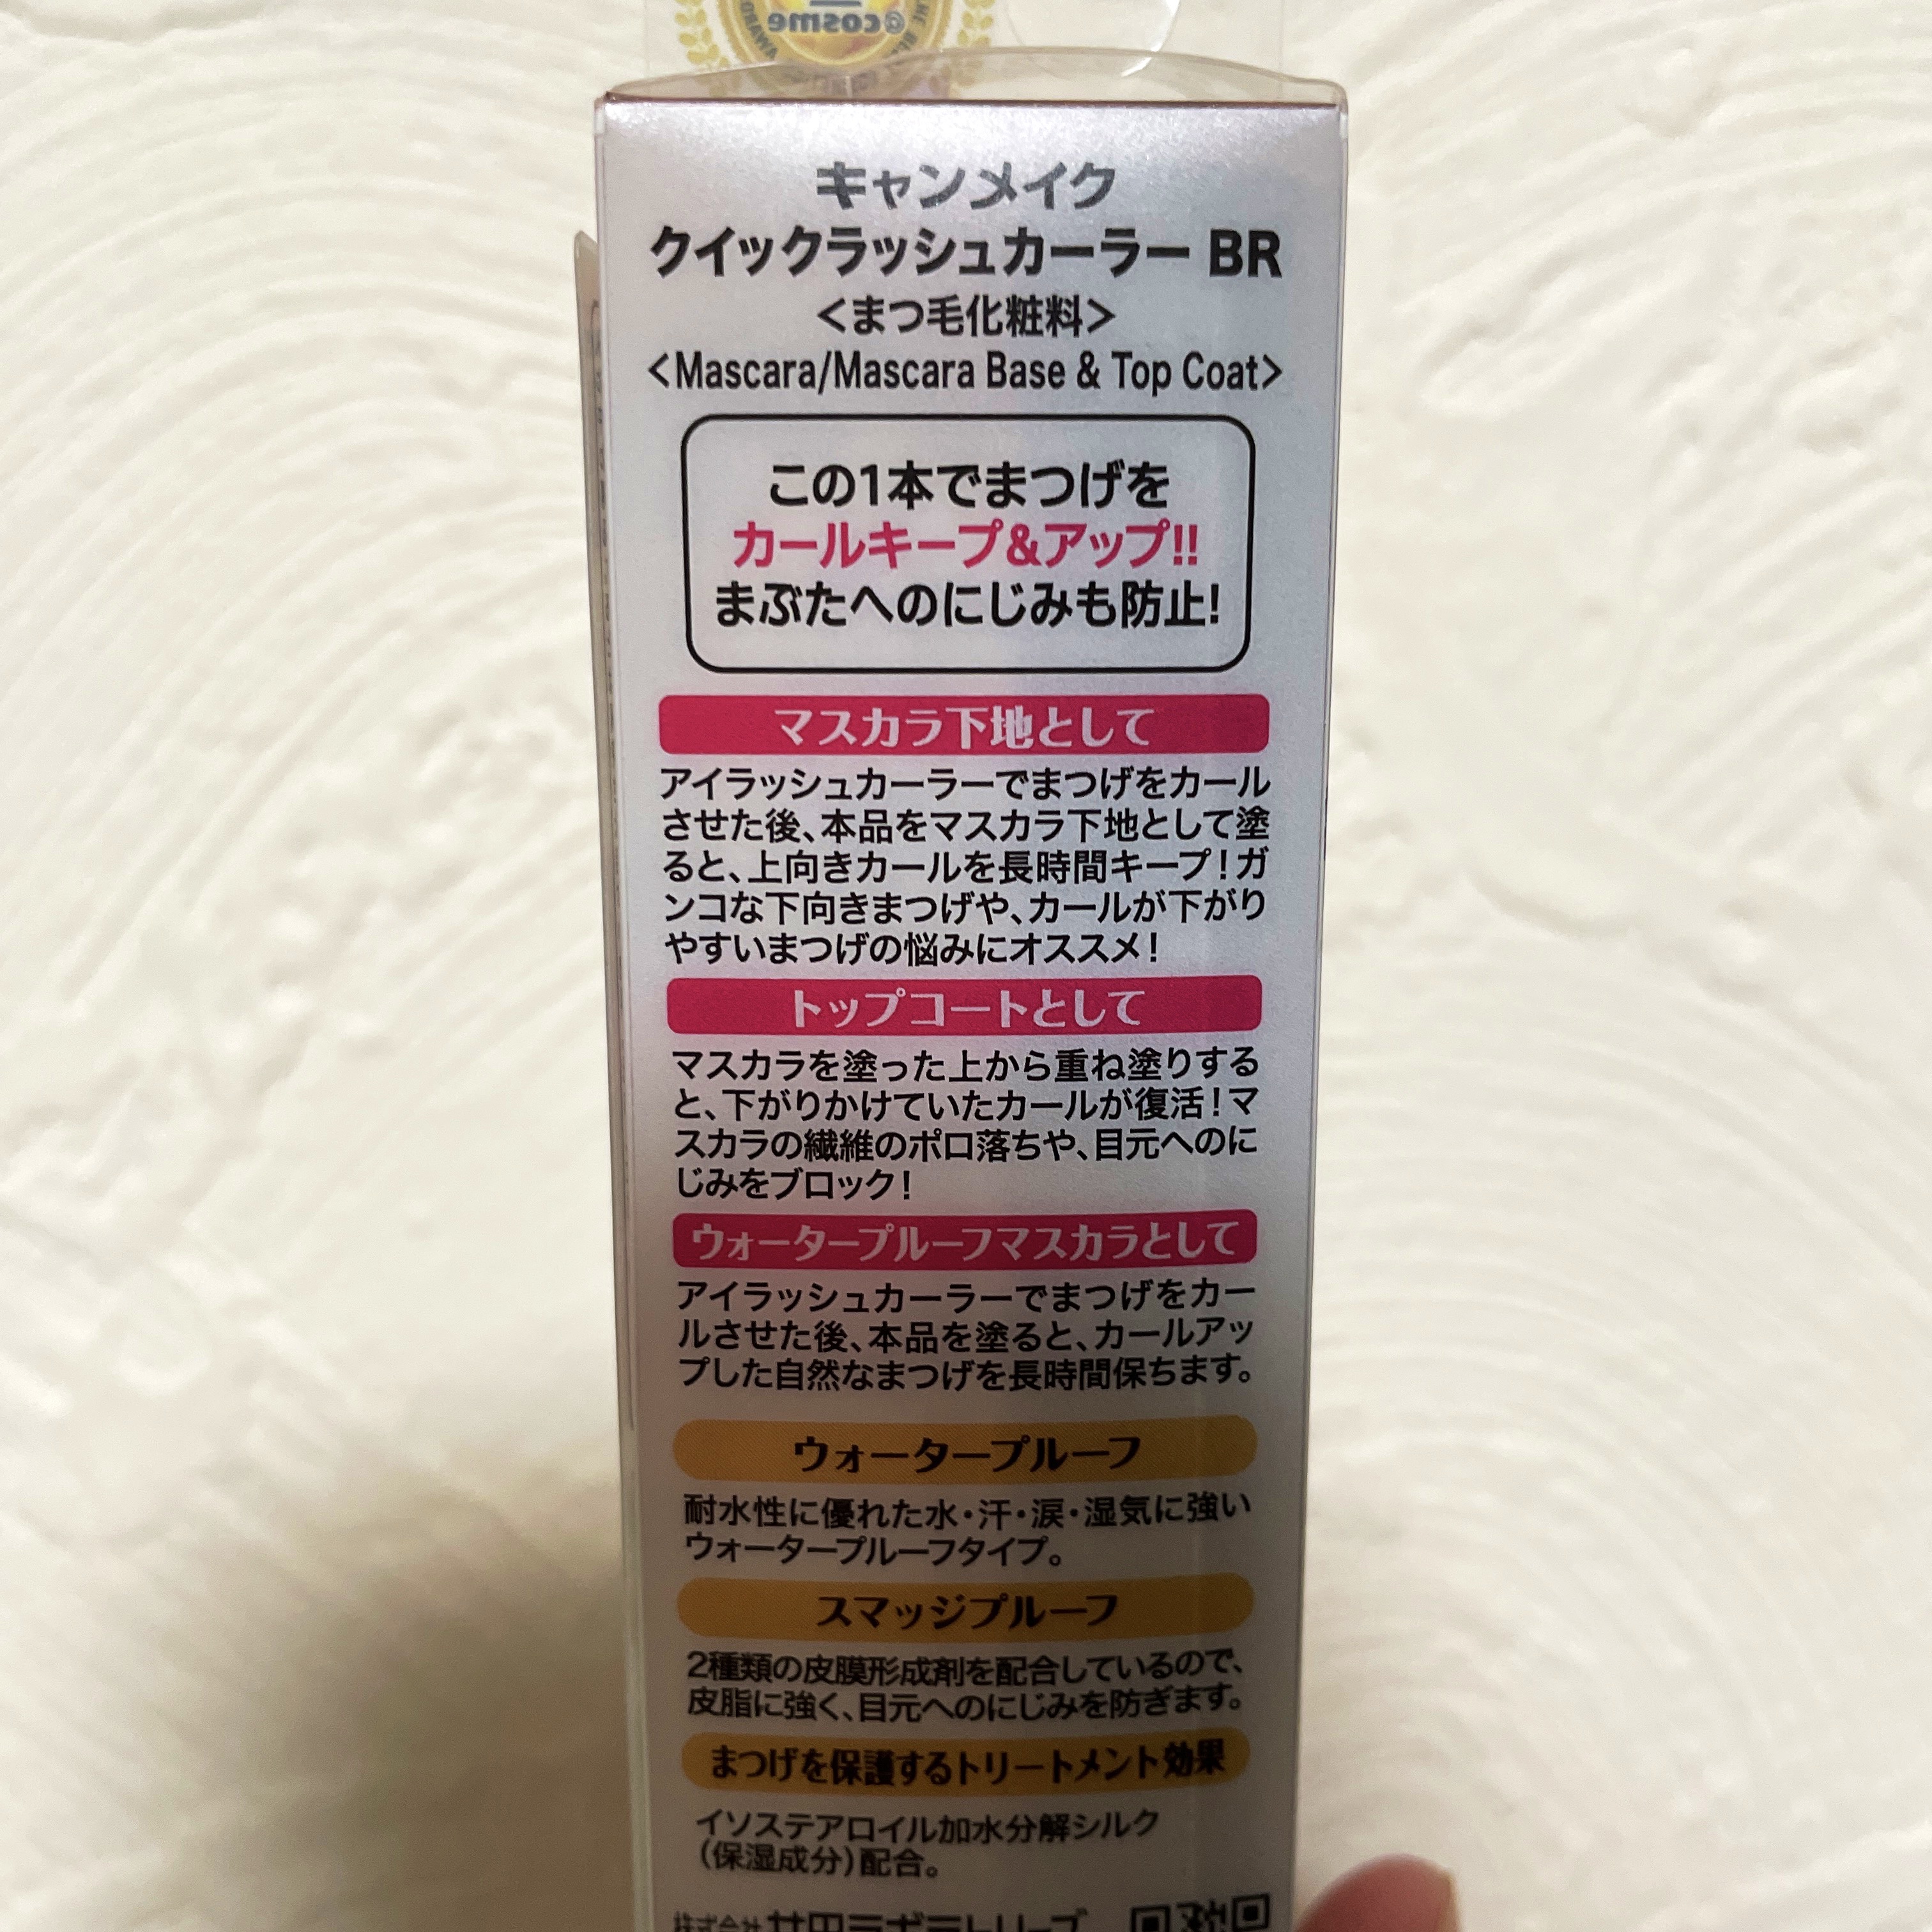 @cosme
キャンメイク
クイックラッシュカーラー BR
<まつ毛化粧料>
<Mascara/Mascara Base & Top Coat>
この1本でまつげを
カールキープ&アップ!!
まぶたへのにじみも防止!
マスカラ下地として
アイラッシュカーラーでまつげをカール
させた後、本品をマスカラ下地として塗
ると、上向きカールを長時間キープ!ガ
ンコな下向きまつげや、カールが下がり
やすいまつげの悩みにオススメ!
トップコートとして
マスカラを塗った上から重ね塗りする
と、下がりかけていたカールが復活!マ
スカラの繊維のポロ落ちや、目元へのに
じみをブロック!
ウォータープルーフマスカラとして
アイラッシュカーラーでまつげをカー
ルさせた後、本品を塗ると、カールアッ
プした自然なまつげを長時間保ちます。
ウォータープルーフ
耐水性に優れた水・汗・涙・湿気に強い
ウォータープルーフタイプ。
スマッジプルーフ
2種類の皮膜形成剤を配合しているので、
皮脂に強く、目元へのにじみを防ぎます。
まつげを保護するトリートメント効果
イソステアロイル加水分解シルク
(保湿成分)配合。
株式会社 井田ラボラトリーズ